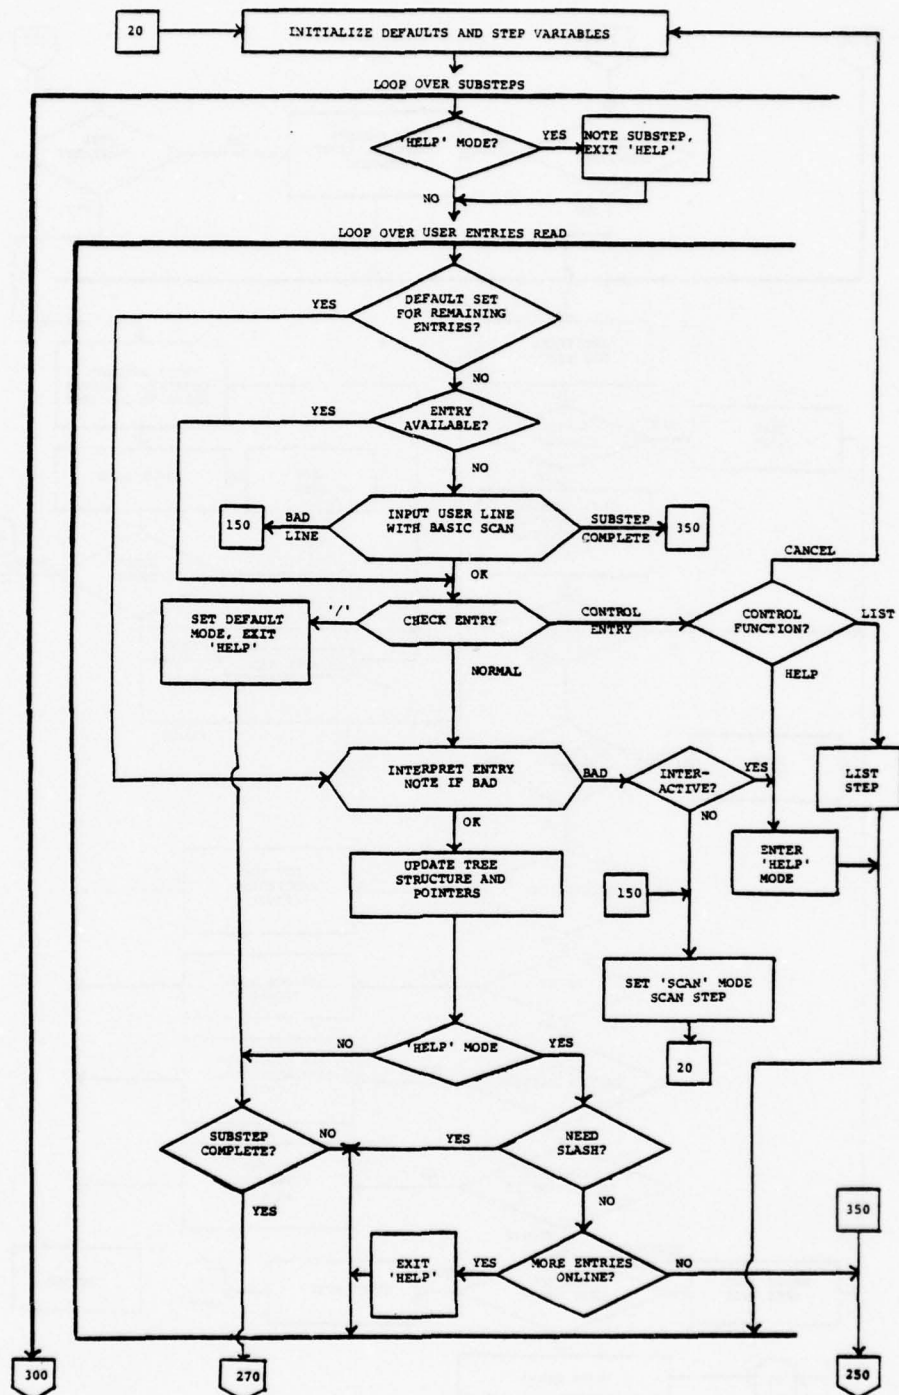 20
INITIALIZE DEFAULTS AND STEP VARIABLES
LOOP OVER SUBSTEPS
'HELP' MODE?
YES
NOTE SUBSTEP,
EXIT 'HELP'
NO
LOOP OVER USER ENTRIES READ
YES
DEFAULT SET
FOR REMAINING
ENTRIES?
NO
YES
ENTRY
AVAILABLE?
NO
150
BAD
LINE
INPUT USER LINE
WITH BASIC SCAN
SUBSTEP
COMPLETE
350
OK
CANCEL
SET DEFAULT
MODE, EXIT
'HELP'
'/'
CHECK ENTRY
CONTROL
ENTRY
CONTROL
FUNCTION?
LIST
NORMAL
HELP
INTERPRET ENTRY
NOTE IF BAD
BAD
INTER-
ACTIVE?
YES
LIST
STEP
OK
NO
UPDATE TREE
STRUCTURE AND
POINTERS
ENTER
'HELP'
MODE
150
SET 'SCAN' MODE
SCAN STEP
NO
'HELP' MODE
YES
20
SUBSTEP
COMPLETE?
NO
YES
NEED
SLASH?
YES
NO
350
EXIT
'HELP'
YES
MORE ENTRIES
ONLINE?
NO
300
270
250